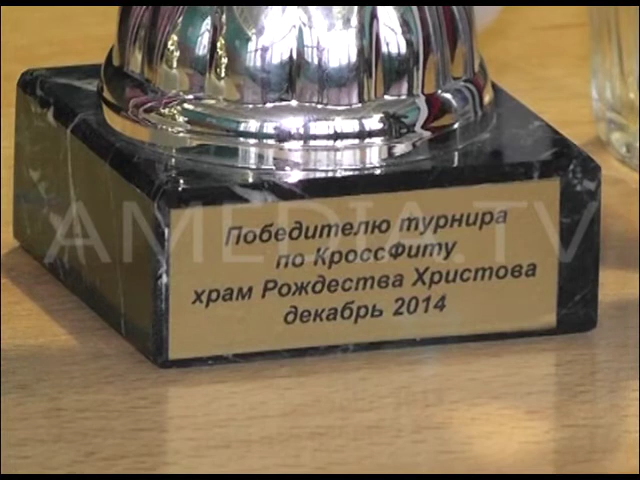 Победителю турнира
по КроссФиту
храм Рождества Христова
декабрь 2014
AMEDIA.TV